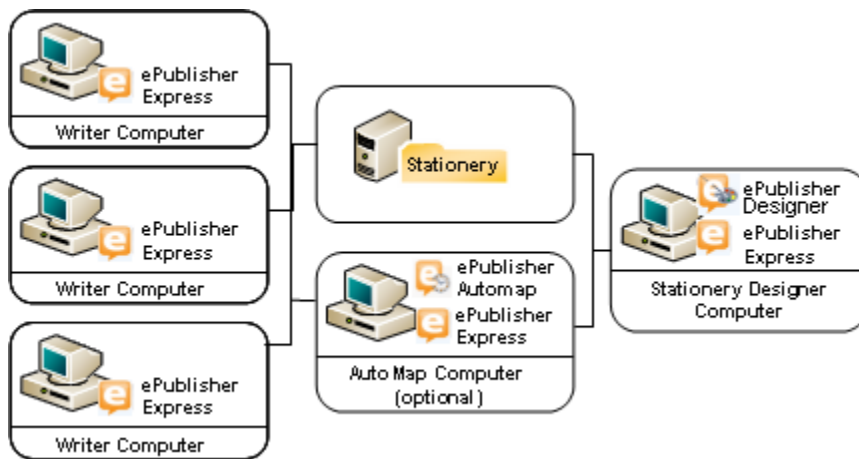 ePublisher
Express
Writer Computer
ePublisher
Express
Writer Computer
ePublisher
Express
Writer Computer
Stationery
ePublisher
Automap
ePublisher
Express
Auto Map Computer
(optional)
ePublisher
Designer
ePublisher
Express
Stationery Designer
Computer